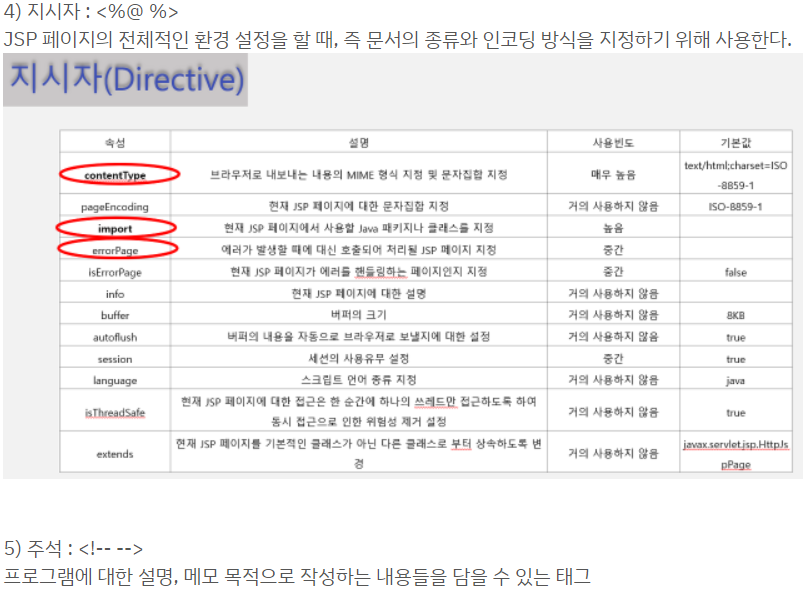 4) 지시자 : <%@ %>
JSP 페이지의 전체적인 환경 설정을 할 때, 즉 문서의 종류와 인코딩 방식을 지정하기 위해 사용한다.
지시자(Directive)
속성 설명 사용빈도 기본값
contentType 브라우저로 내보내는 내용의 MIME 형식 지정 및 문자집합 지정 매우 높음 text/html;charset=ISO
-8859-1
pageEncoding 현재 JSP 페이지에 대한 문자집합 지정 거의 사용하지 않음 ISO-8859-1
import 현재 JSP 페이지에서 사용할 Java 패키지나 클래스를 지정 높음
errorPage 에러가 발생할 때에 대신 호출되어 처리될 JSP 페이지 지정 중간
isErrorPage 현재 JSP 페이지가 에러를 핸들링하는 페이지인지 지정 중간 false
info 현재 JSP 페이지에 대한 설명 거의 사용하지 않음
buffer 버퍼의 크기 거의 사용하지 않음 8KB
autoflush 버퍼의 내용을 자동으로 브라우저로 보낼지에 대한 설정 거의 사용하지 않음 true
session 세션의 사용유무 설정 중간 true
language 스크립트 언어 종류 지정 거의 사용하지 않음 java
isThreadSafe 현재 JSP 페이지에 대한 접근은 한 순간에 하나의 쓰레드만 접근하도록 하여
동시 접근으로 인한 위험성 제거 설정 거의 사용하지 않음 true
extends 현재 JSP 페이지를 기본적인 클래스가 아닌 다른 클래스로 부터 상속하도록 변
경 거의 사용하지 않음 javax.servlet.jsp.HttpJs
pPage
5) 주석 : <!-- -->
프로그램에 대한 설명, 메모 목적으로 작성하는 내용들을 담을 수 있는 태그